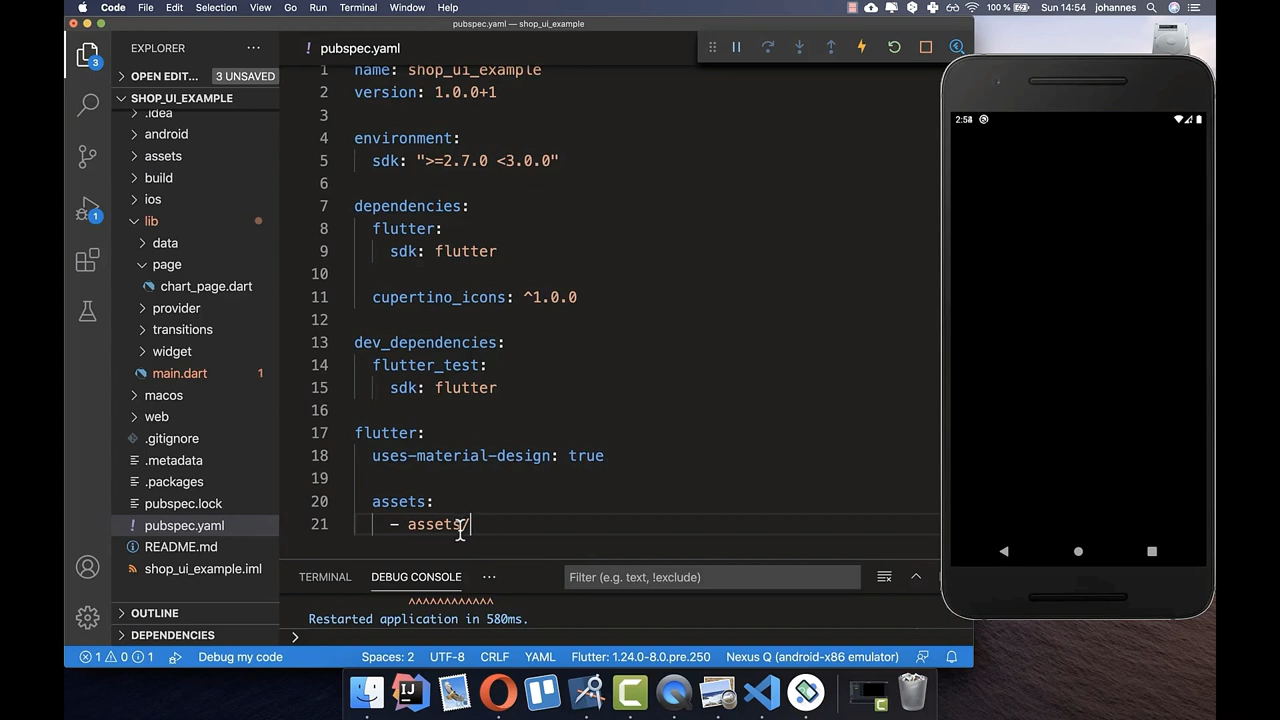 Code File Edit Selection View Go Run Terminal Window Help 100 % Sun 14:54 johannes
pubspec.yaml — shop_ui_example
EXPLORER
! pubspec.yaml
OPEN EDIT... 3 UNSAVED
SHOP_UI_EXAMPLE
.idea
android
assets
build
ios
lib
data
page
chart_page.dart
provider
transitions
widget
main.dart 1
macos
web
.gitignore
.metadata
.packages
pubspec.lock
! pubspec.yaml
README.md
shop_ui_example.iml
OUTLINE
DEPENDENCIES
3
1
1 name: shop_ui_example
2 version: 1.0.0+1
3
4 environment:
5 sdk: ">=2.7.0 <3.0.0"
6
7 dependencies:
8 flutter:
9 sdk: flutter
10
11 cupertino_icons: ^1.0.0
12
13 dev_dependencies:
14 flutter_test:
15 sdk: flutter
16
17 flutter:
18 uses-material-design: true
19
20 assets:
21 - assets/
TERMINAL DEBUG CONSOLE ... Filter (e.g. text, !exclude)
^^^^^^^^^^^^
Restarted application in 580ms.
>
1 0 1 Debug my code Spaces: 2 UTF-8 CRLF YAML Flutter: 1.24.0-8.0.pre.250 Nexus Q (android-x86 emulator)
2:54